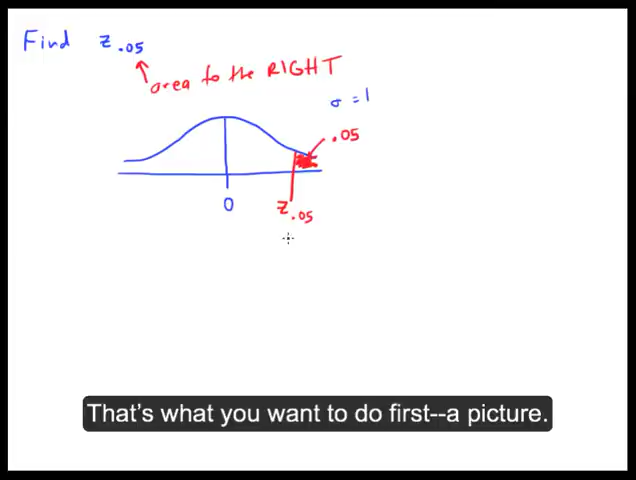 Find z.05
area to the RIGHT
σ = 1
.05
0
z.05
That's what you want to do first--a picture.